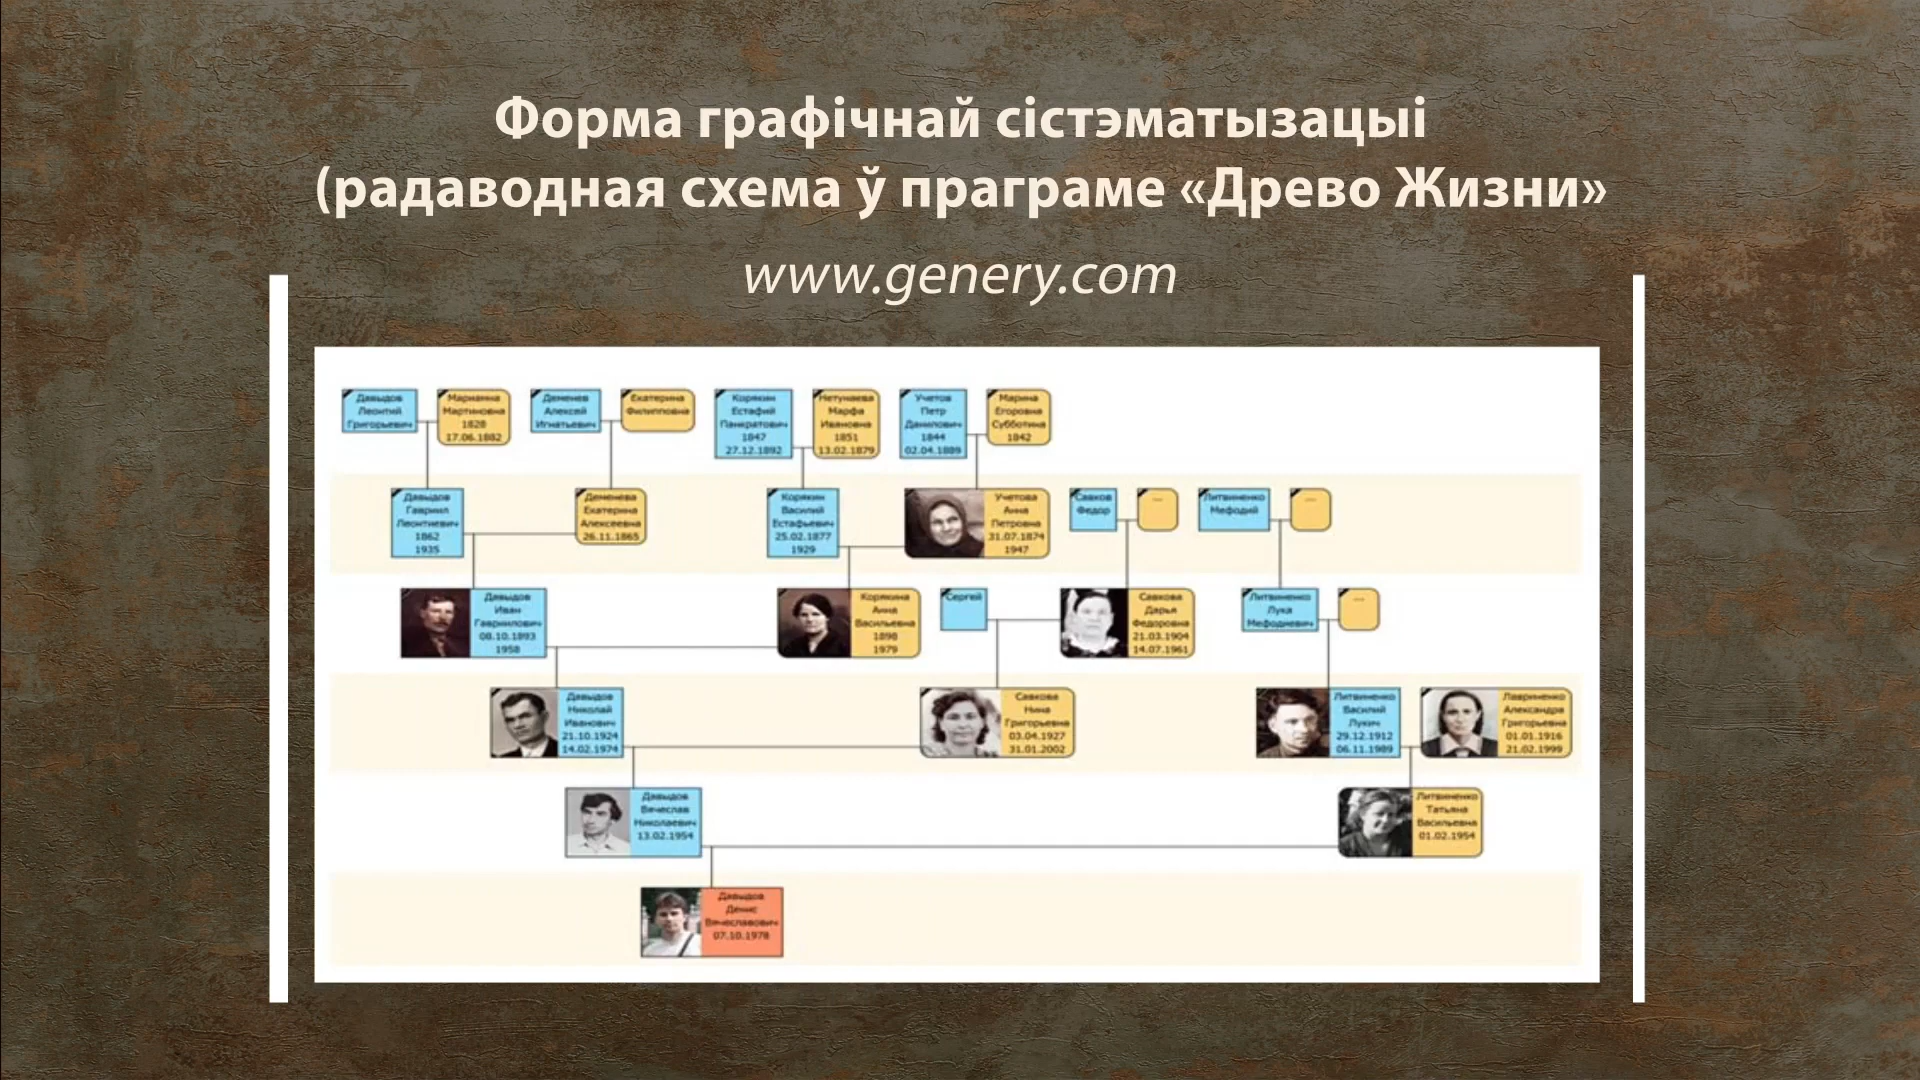 Форма графічнай сістэматызацыі
(радаводная схема ў праграме «Древо Жизни»
www.genery.com
Давыдов
Леонтий
Григорьевич
Марианна
Мартиновна
1828
17.06.1882
Деменев
Алексей
Игнатьевич
Екатерина
Филипповна
Корякин
Естафий
Панкратович
1847
27.12.1892
Нетунаева
Марфа
Ивановна
1851
13.02.1879
Учетов
Петр
Данилович
1844
02.04.1889
Марина
Егоровна
Субботина
1842
Давыдов
Гавриил
Леонтиевич
1862
1935
Деменева
Екатерина
Алексеевна
26.11.1865
Корякин
Василий
Естафьевич
25.02.1877
1929
Учетова
Анна
Петровна
31.07.1874
1947
Савков
Федор
...
Литвиненко
Мефодий
...
Давыдов
Иван
Гавриилович
08.10.1893
1958
Корякина
Анна
Васильевна
1898
1979
Сергей
Савкова
Дарья
Федоровна
21.03.1904
14.07.1961
Литвиненко
Лука
Мефодиевич
...
Давыдов
Николай
Иванович
21.10.1924
14.02.1974
Савкова
Нина
Григорьевна
03.04.1927
31.01.2002
Литвиненко
Василий
Лукич
29.12.1912
06.11.1989
Лавриненко
Александра
Григорьевна
01.01.1916
21.02.1999
Давыдов
Вячеслав
Николаевич
13.02.1954
Литвиненко
Татьяна
Васильевна
01.02.1954
Давыдов
Денис
Вячеславович
07.10.1978